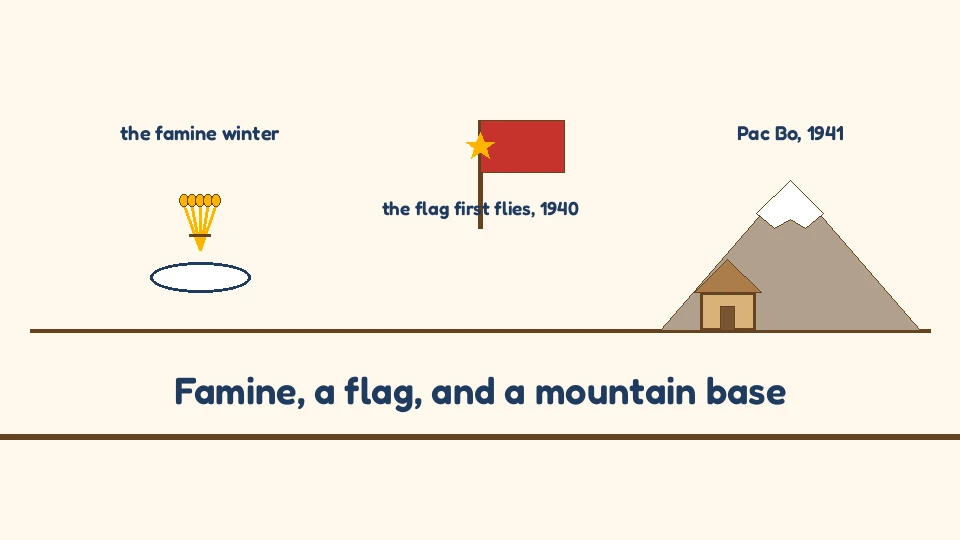 the famine winter
the flag first flies, 1940
Pac Bo, 1941
Famine, a flag, and a mountain base